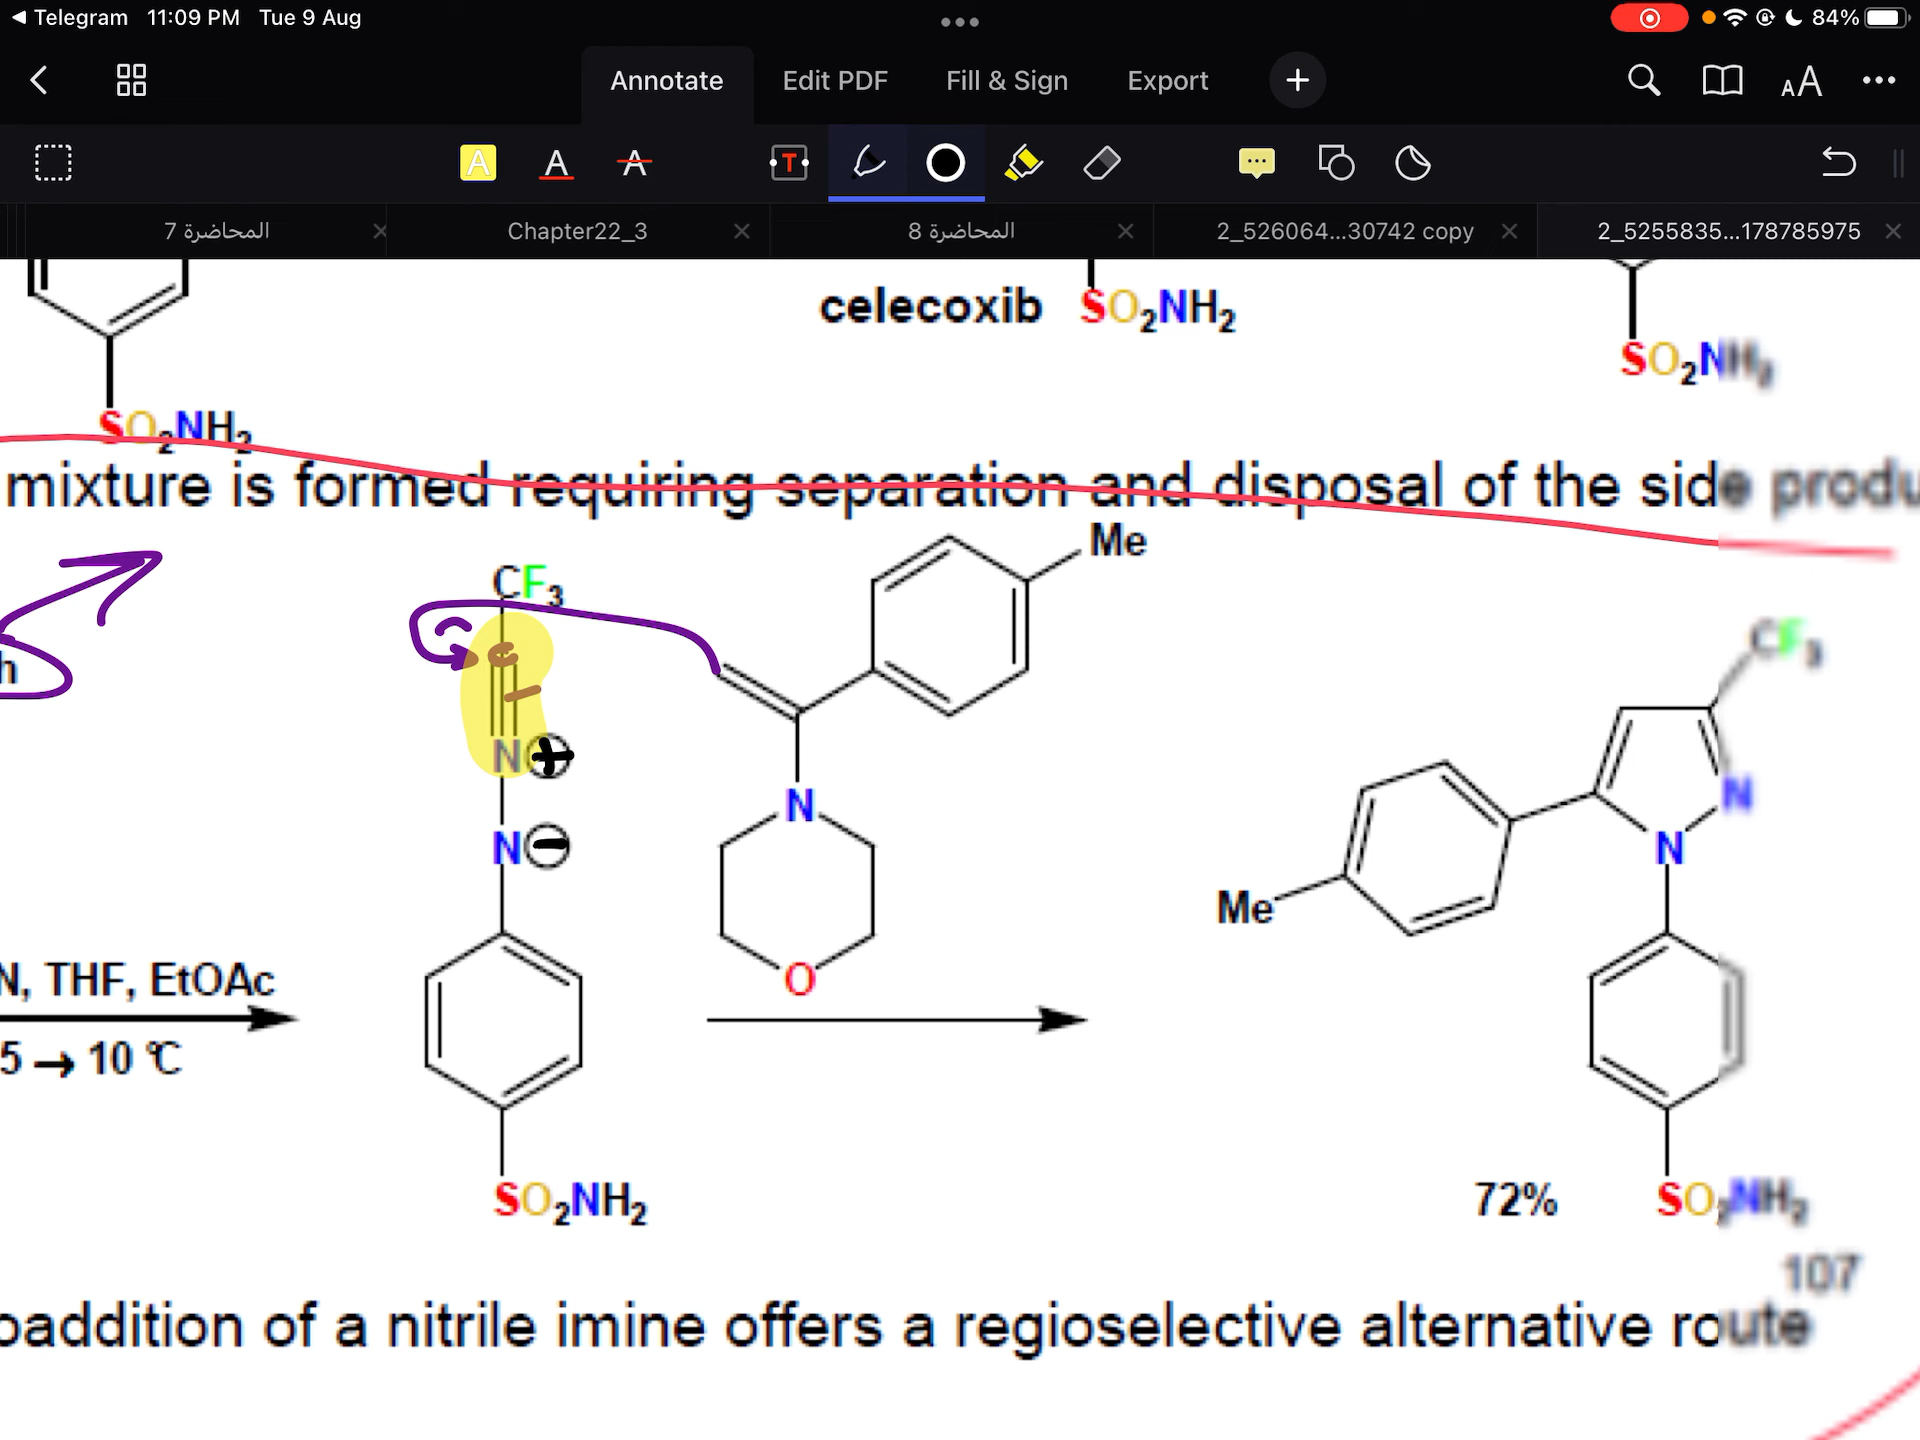 Telegram 11:09 PM Tue 9 Aug
84%
Annotate Edit PDF Fill & Sign Export
AA
A A A T
المحاضرة 7 Chapter22_3 المحاضرة 8 2_526064...30742 copy 2_5255835...178785975
celecoxib SO2NH2
SO2NH2
SO2NH2
mixture is formed requiring separation and disposal of the side produ
Me
CF3
CF3
h
N
N
N
N
N
Me
O
N, THF, EtOAc
5 → 10 °C
SO2NH2
72% SO2NH2
107
oaddition of a nitrile imine offers a regioselective alternative route